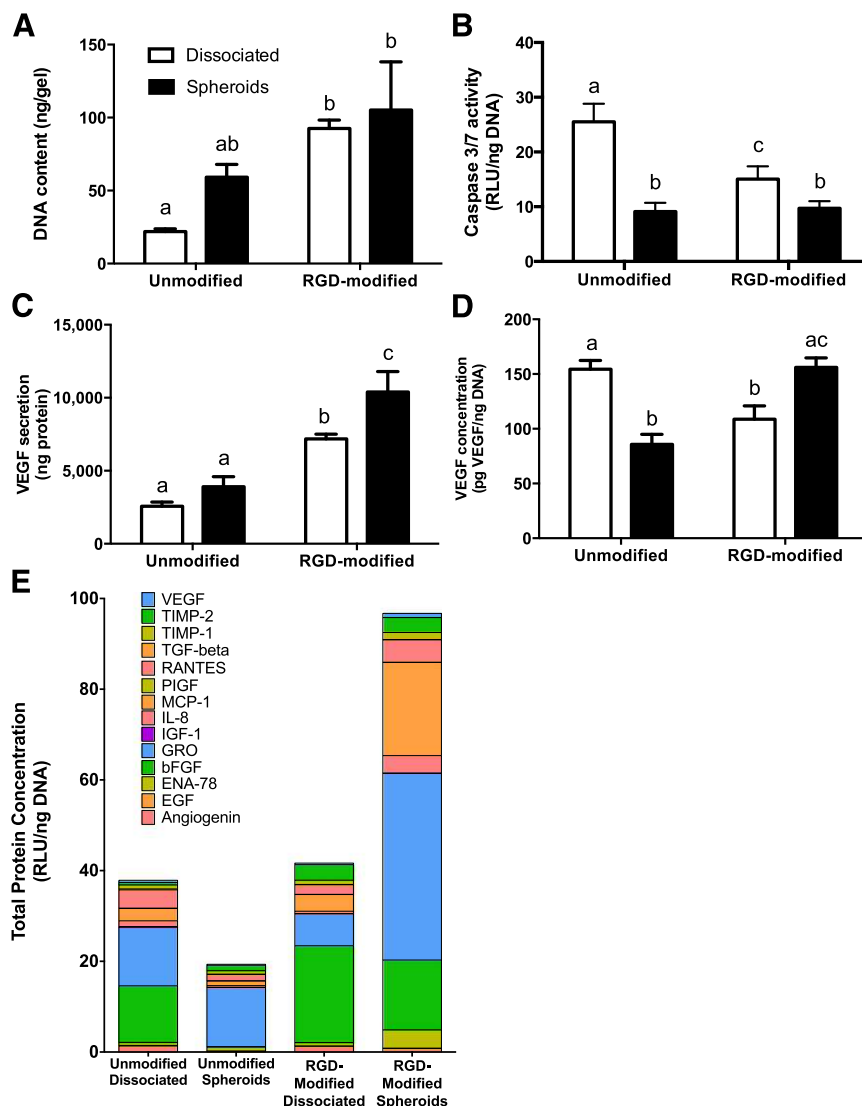 A
DNA content (ng/gel)
150
100
50
0
Dissociated
Spheroids
a
ab
b
b
Unmodified
RGD-modified
B
Caspase 3/7 activity
(RLU/ng DNA)
40
30
20
10
0
a
b
c
b
Unmodified
RGD-modified
C
VEGF secretion
(ng protein)
15,000
10,000
5,000
0
a
a
b
c
Unmodified
RGD-modified
D
VEGF concentration
(pg VEGF/ng DNA)
200
150
100
50
0
a
b
b
ac
Unmodified
RGD-modified
E
Total Protein Concentration
(RLU/ng DNA)
100
80
60
40
20
0
VEGF
TIMP-2
TIMP-1
TGF-beta
RANTES
PIGF
MCP-1
IL-8
IGF-1
GRO
bFGF
ENA-78
EGF
Angiogenin
Unmodified
Dissociated
Unmodified
Spheroids
RGD-
Modified
Dissociated
RGD-
Modified
Spheroids